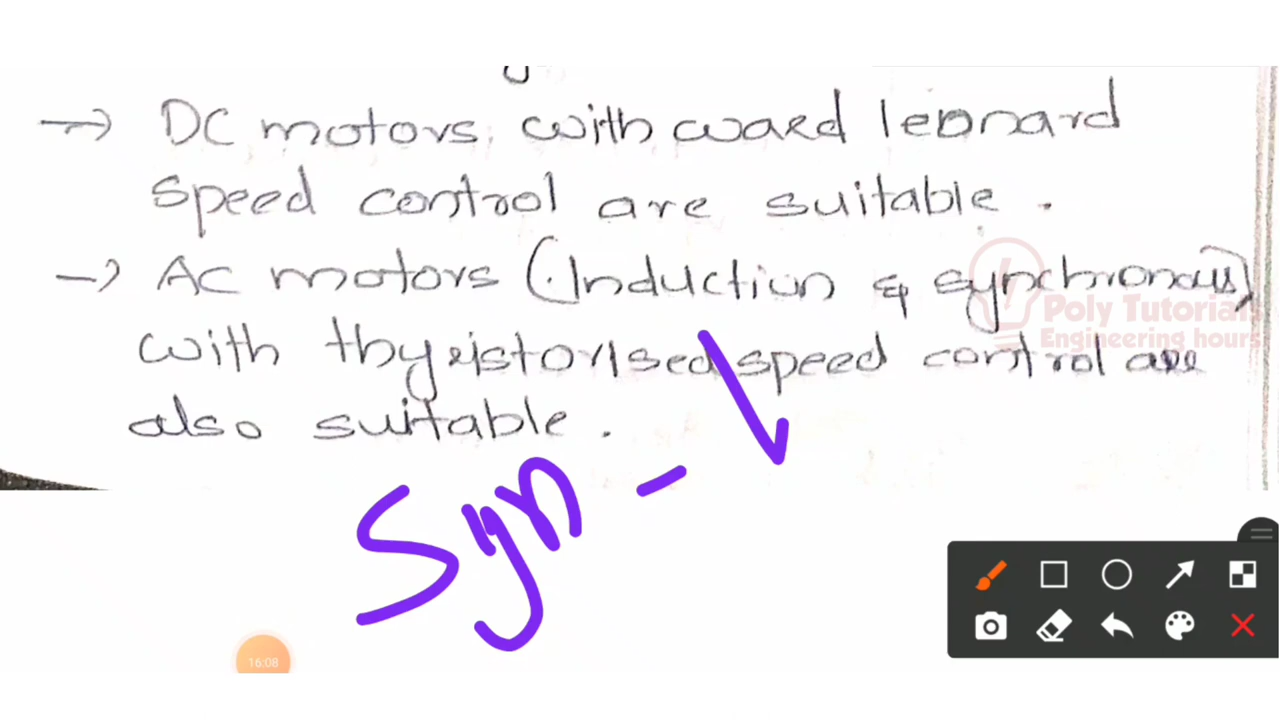 → DC motors, with ward leonard
speed control are suitable.
→ AC motors (Induction & synchronous)
with thyristorised speed control are
also suitable.
Poly Tutorials
Engineering hours
Syn -
16:08